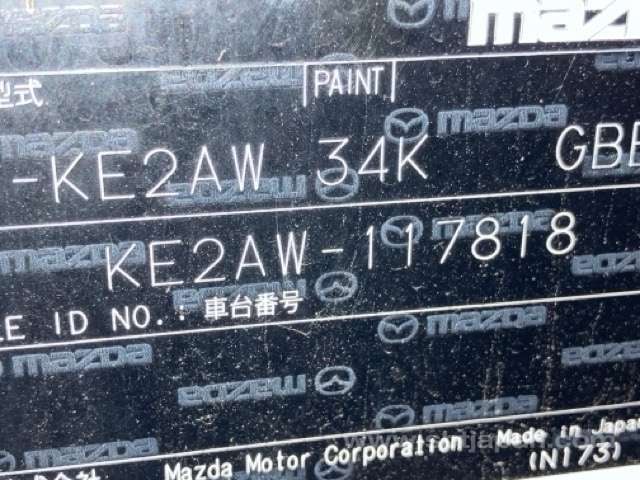 mazda
型式 PAINT
-KE2AW 34K GBE
KE2AW-117818
LE ID NO.: 車台番号
Mazda Motor Corporation Made in Japan
(N173)